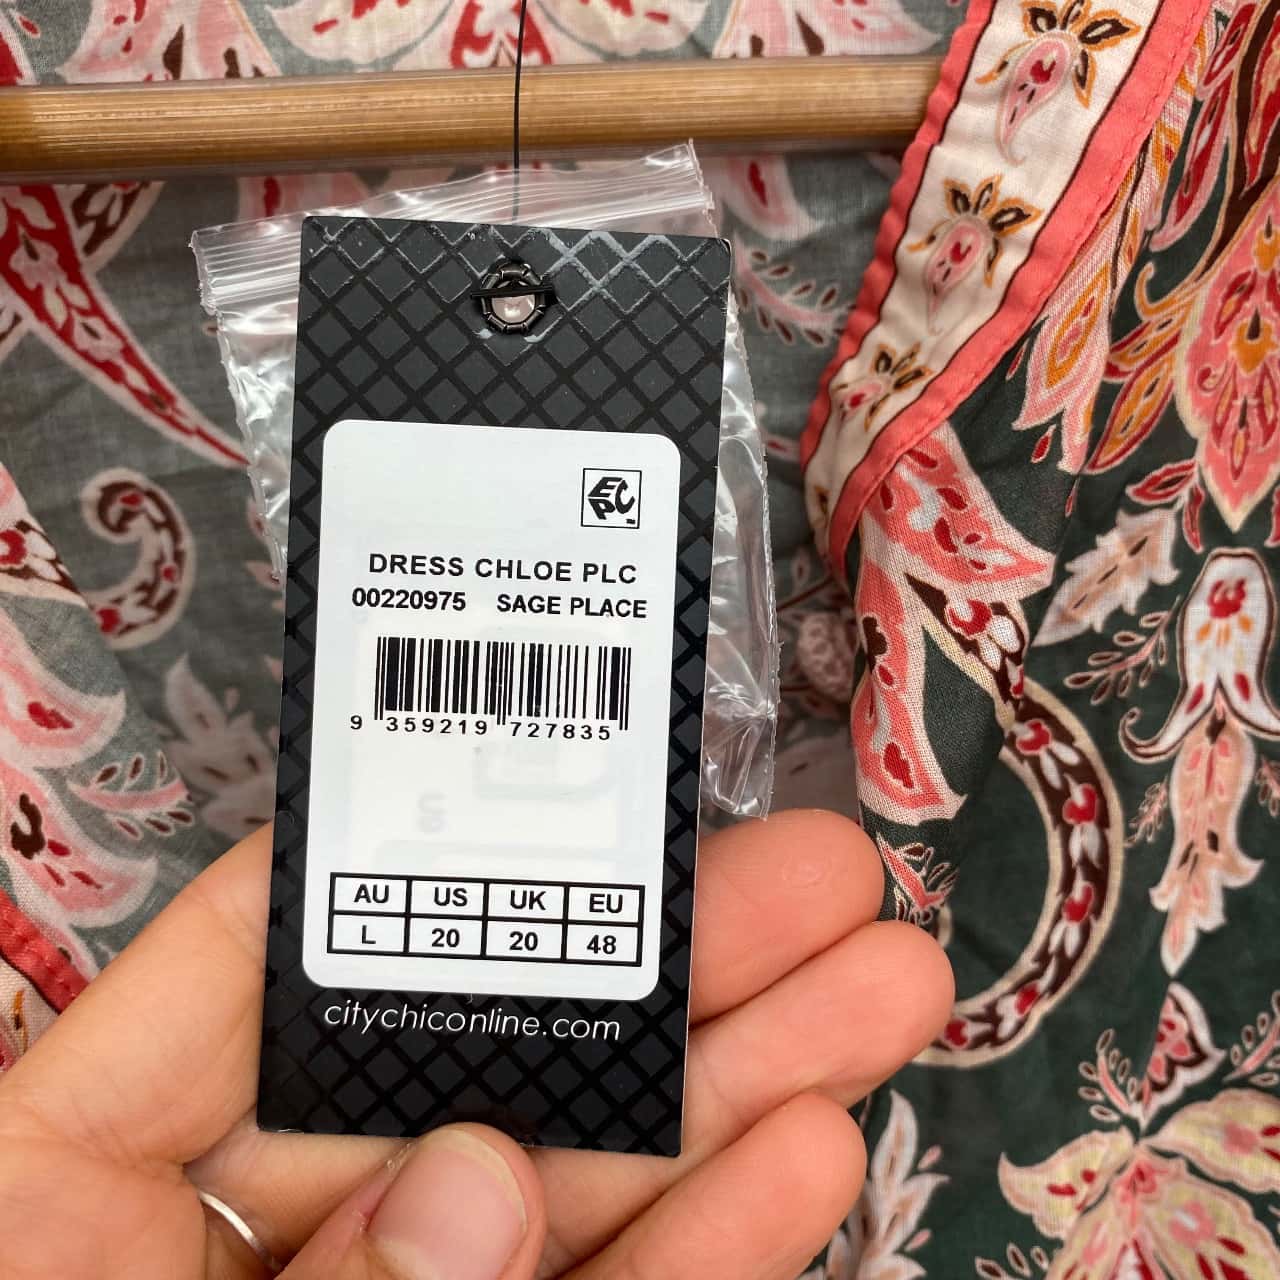 EPC
DRESS CHLOE PLC
00220975 SAGE PLACE
9 359219 727835
AU US UK EU
L 20 20 48
citychiconline.com